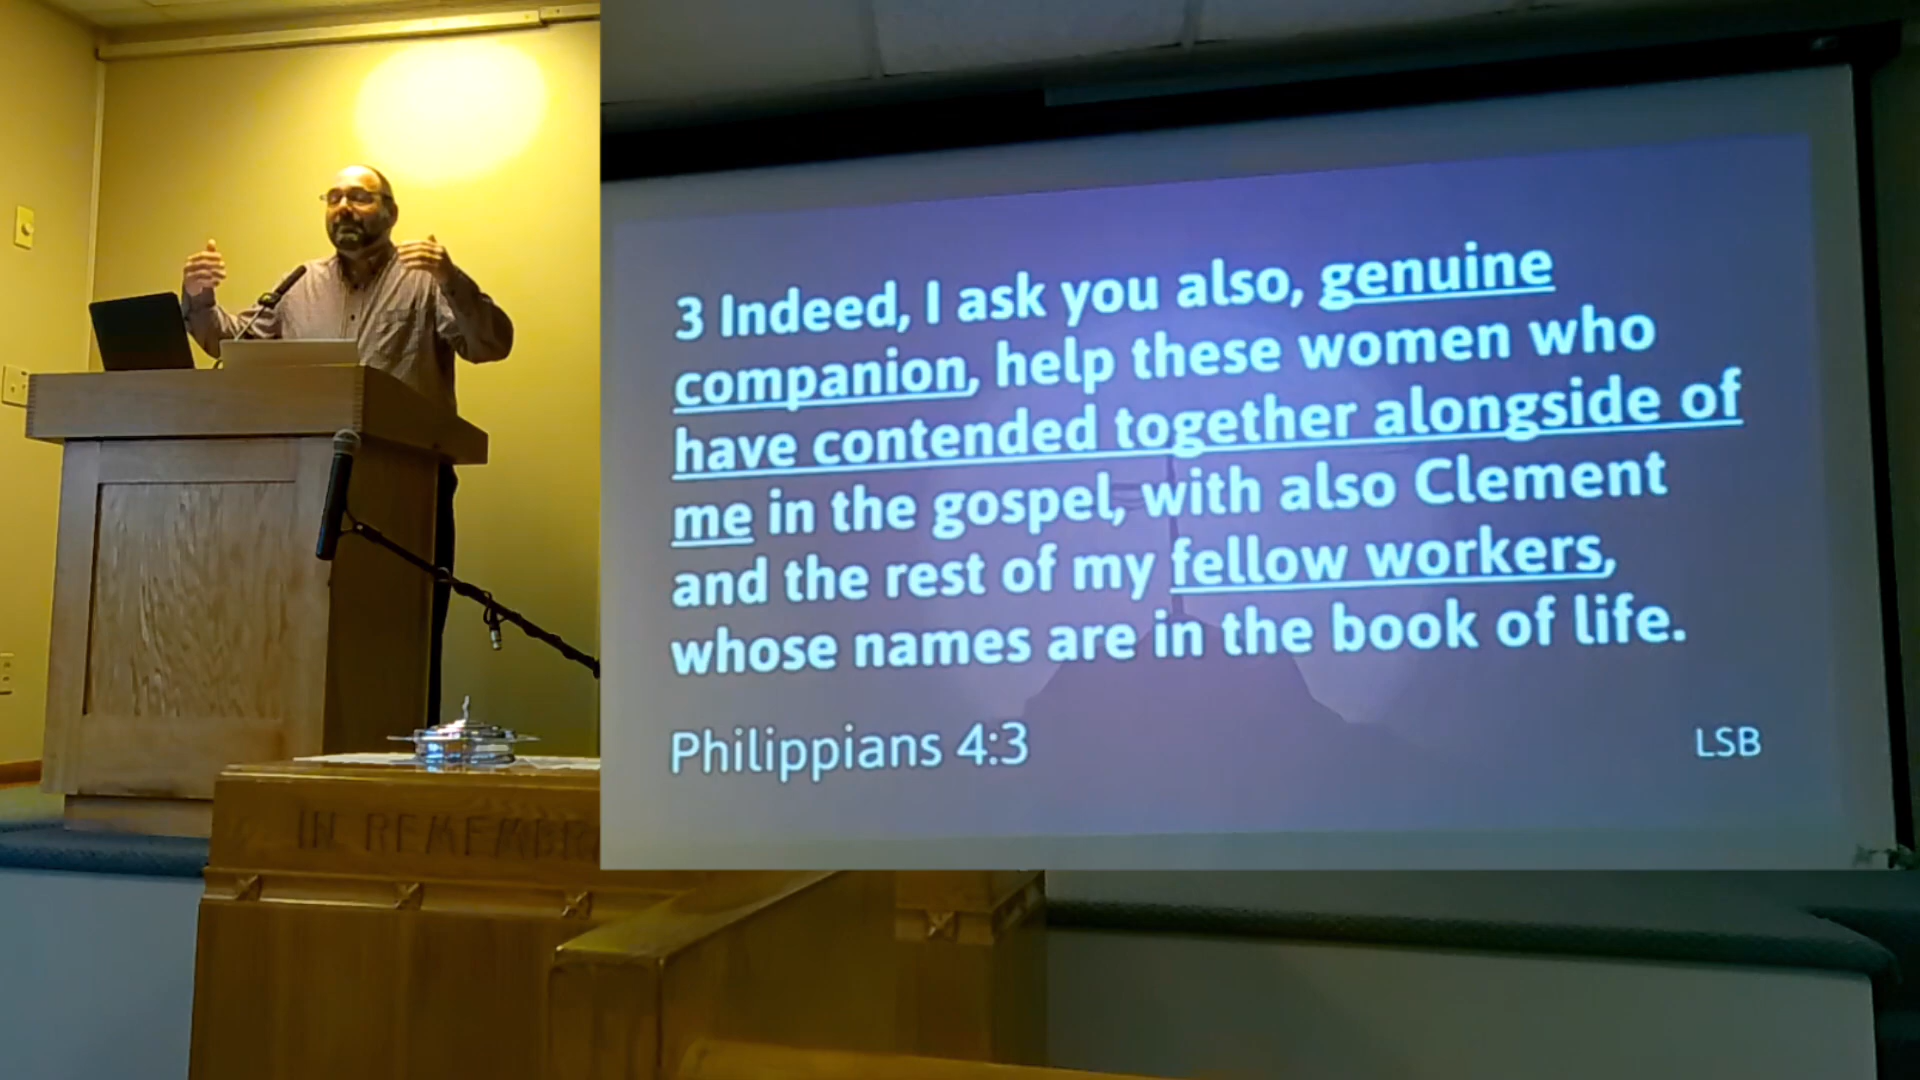 3 Indeed, I ask you also, genuine
companion, help these women who
have contended together alongside of
me in the gospel, with also Clement
and the rest of my fellow workers,
whose names are in the book of life.
Philippians 4:3
LSB
IN REMEMBR